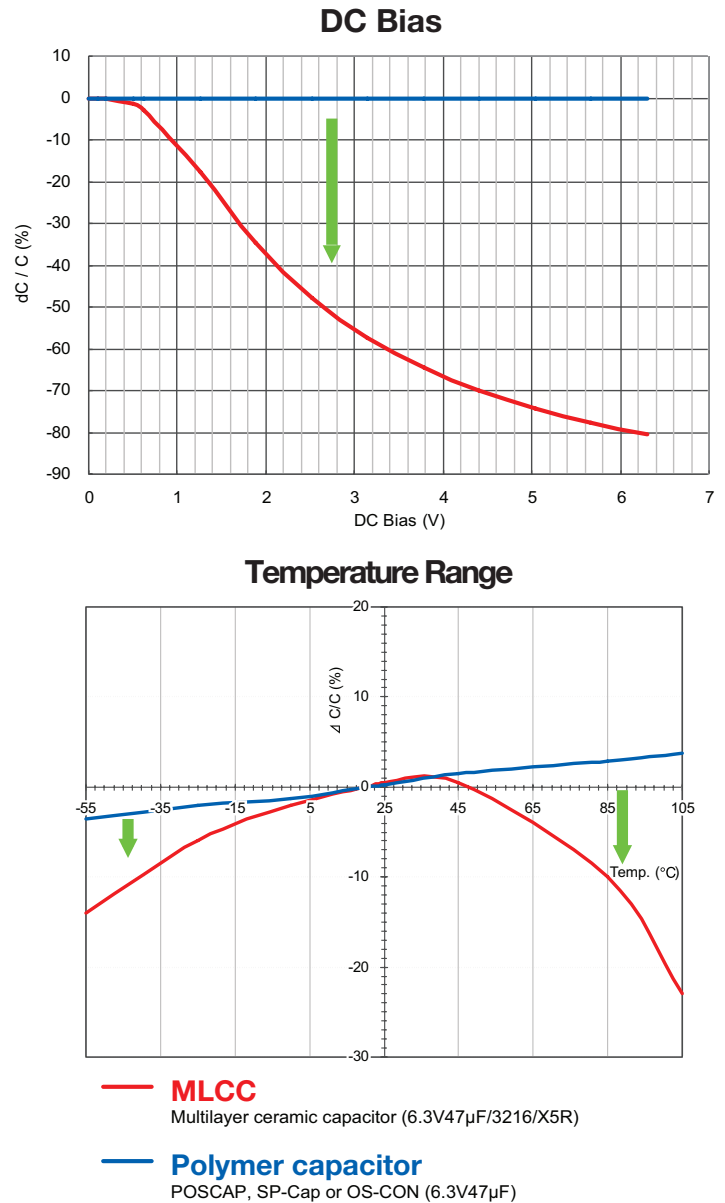 DC Bias
10
0
-10
-20
-30
-40
-50
-60
-70
-80
-90
dC / C (%)
0 1 2 3 4 5 6 7
DC Bias (V)
Temperature Range
20
10
0
-10
-20
-30
⊿ C/C (%)
-55 -35 -15 5 25 45 65 85 105
Temp. (°C)
MLCC
Multilayer ceramic capacitor (6.3V47μF/3216/X5R)
Polymer capacitor
POSCAP, SP-Cap or OS-CON (6.3V47μF)